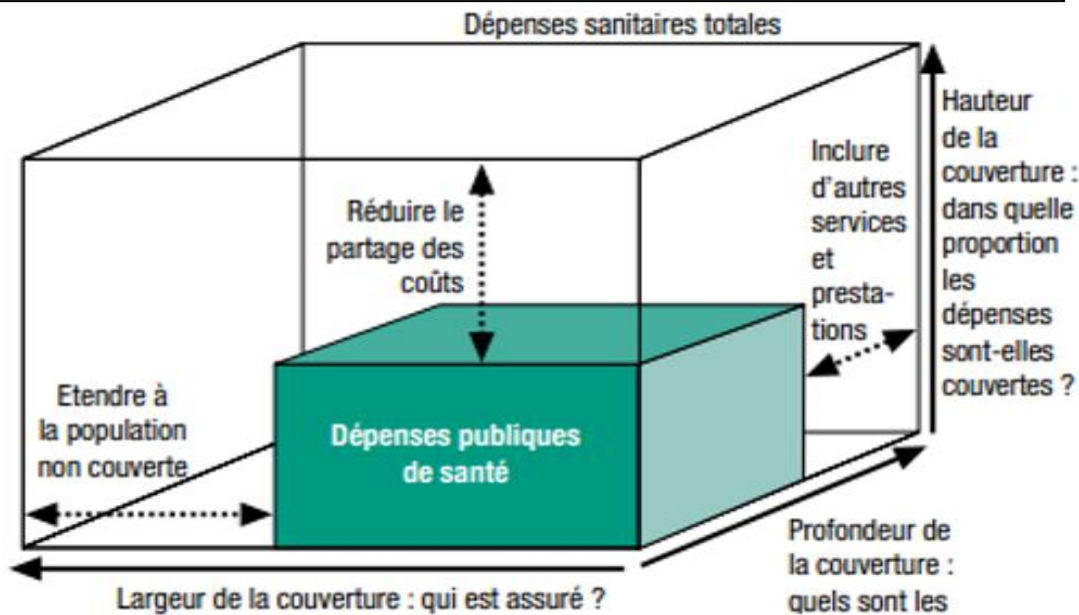 Dépenses sanitaires totales
Hauteur
de la
couverture :
dans quelle
proportion
les
dépenses
sont-elles
couvertes ?
Inclure
d'autres
services
et
presta-
tions
Réduire le
partage des
coûts
Etendre à
la population
non couverte
Dépenses publiques
de santé
Profondeur de
la couverture :
quels sont les
Largeur de la couverture : qui est assuré ?